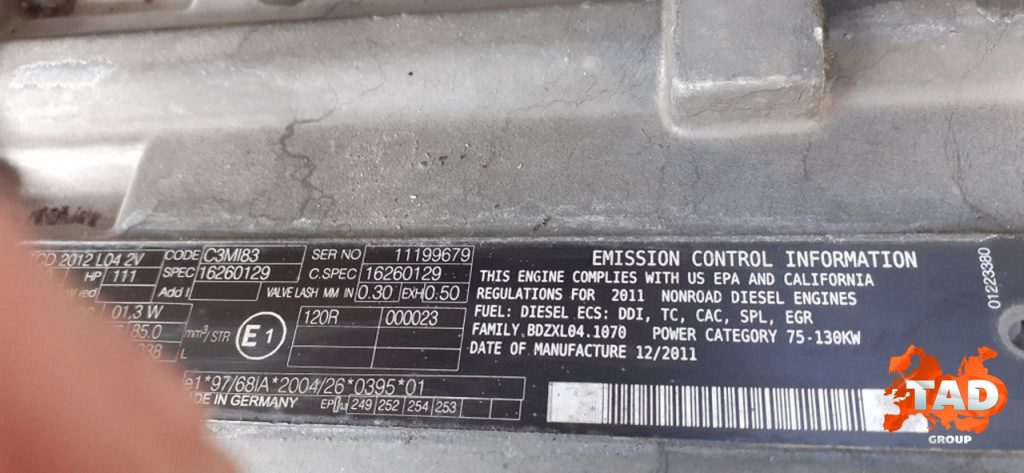 CD 2012 L04 2V CODE C3MI83 SER NO 11199679
HP 111 SPEC 16260129 C.SPEC 16260129
W red Add I VALVE LASH MM IN 0.30 EXH 0.50
01,3 W 120R 000023
85.0 mm³/STR E1
038 L
e1*97/68IA*2004/26*0395*01
MADE IN GERMANY 249 252 254 253
EMISSION CONTROL INFORMATION
THIS ENGINE COMPLIES WITH US EPA AND CALIFORNIA
REGULATIONS FOR 2011 NONROAD DIESEL ENGINES
FUEL: DIESEL ECS: DDI, TC, CAC, SPL, EGR
FAMILY.BDZXL04.1070 POWER CATEGORY 75-130KW
DATE OF MANUFACTURE 12/2011
01223380
TAD
GROUP